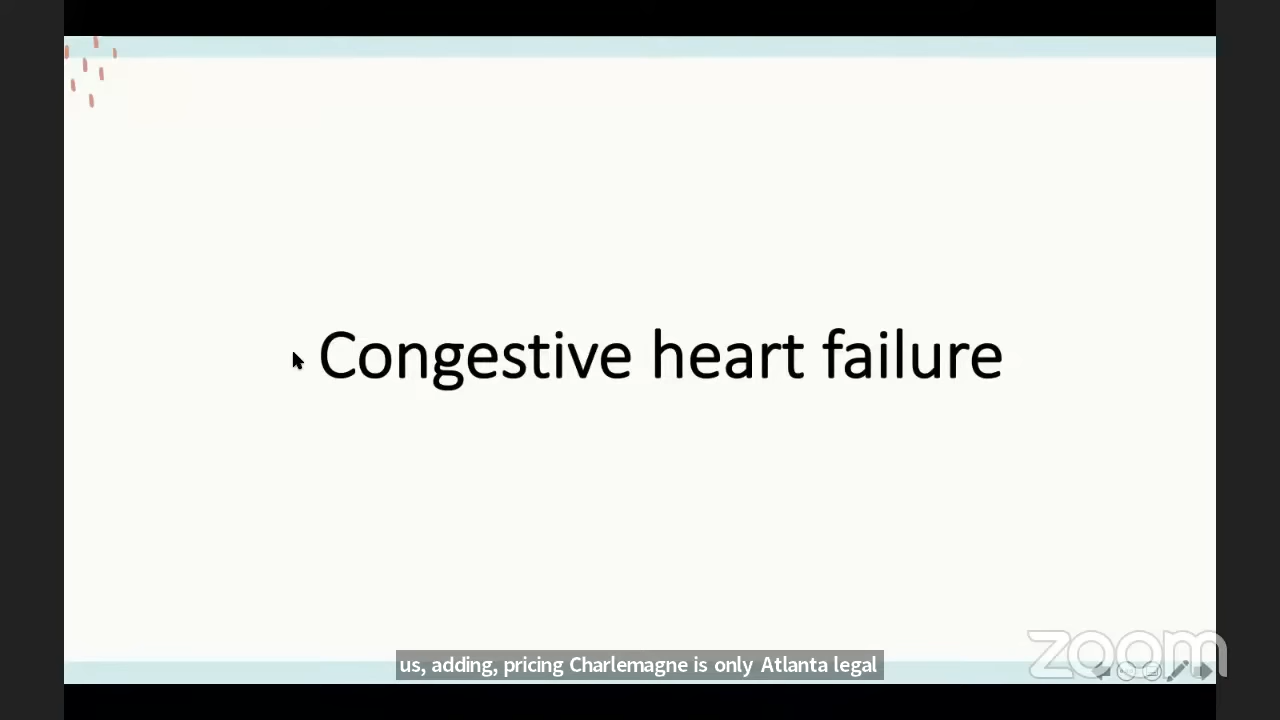 Congestive heart failure
us, adding, pricing Charlemagne is only Atlanta legal
zoom